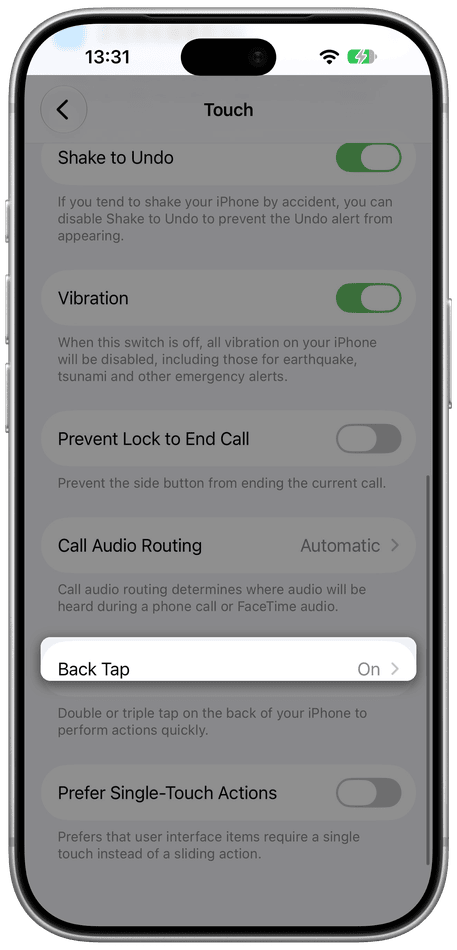 13:31
Touch
Shake to Undo
If you tend to shake your iPhone by accident, you can
disable Shake to Undo to prevent the Undo alert from
appearing.
Vibration
When this switch is off, all vibration on your iPhone
will be disabled, including those for earthquake,
tsunami and other emergency alerts.
Prevent Lock to End Call
Prevent the side button from ending the current call.
Call Audio Routing Automatic
Call audio routing determines where audio will be
heard during a phone call or FaceTime audio.
Back Tap On
Double or triple tap on the back of your iPhone to
perform actions quickly.
Prefer Single-Touch Actions
Prefers that user interface items require a single
touch instead of a sliding action.